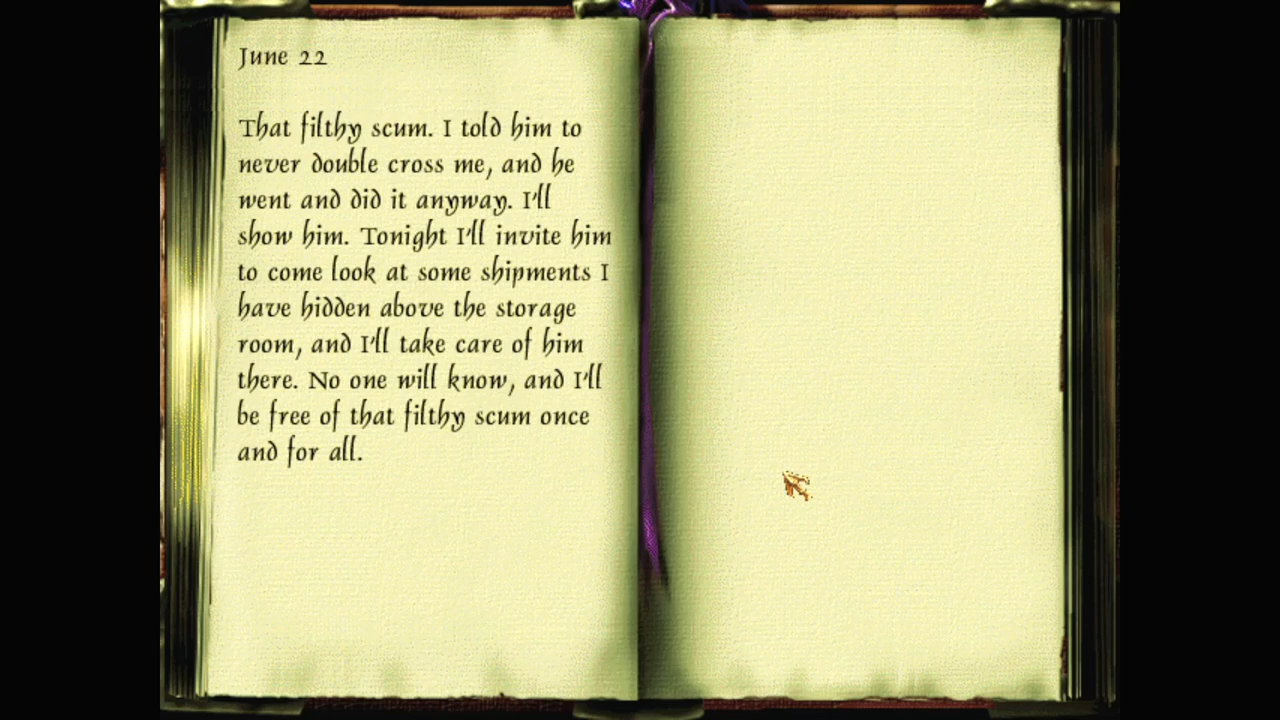 June 22
That filthy scum. I told him to
never double cross me, and he
went and did it anyway. I'll
show him. Tonight I'll invite him
to come look at some shipments I
have hidden above the storage
room, and I'll take care of him
there. No one will know, and I'll
be free of that filthy scum once
and for all.